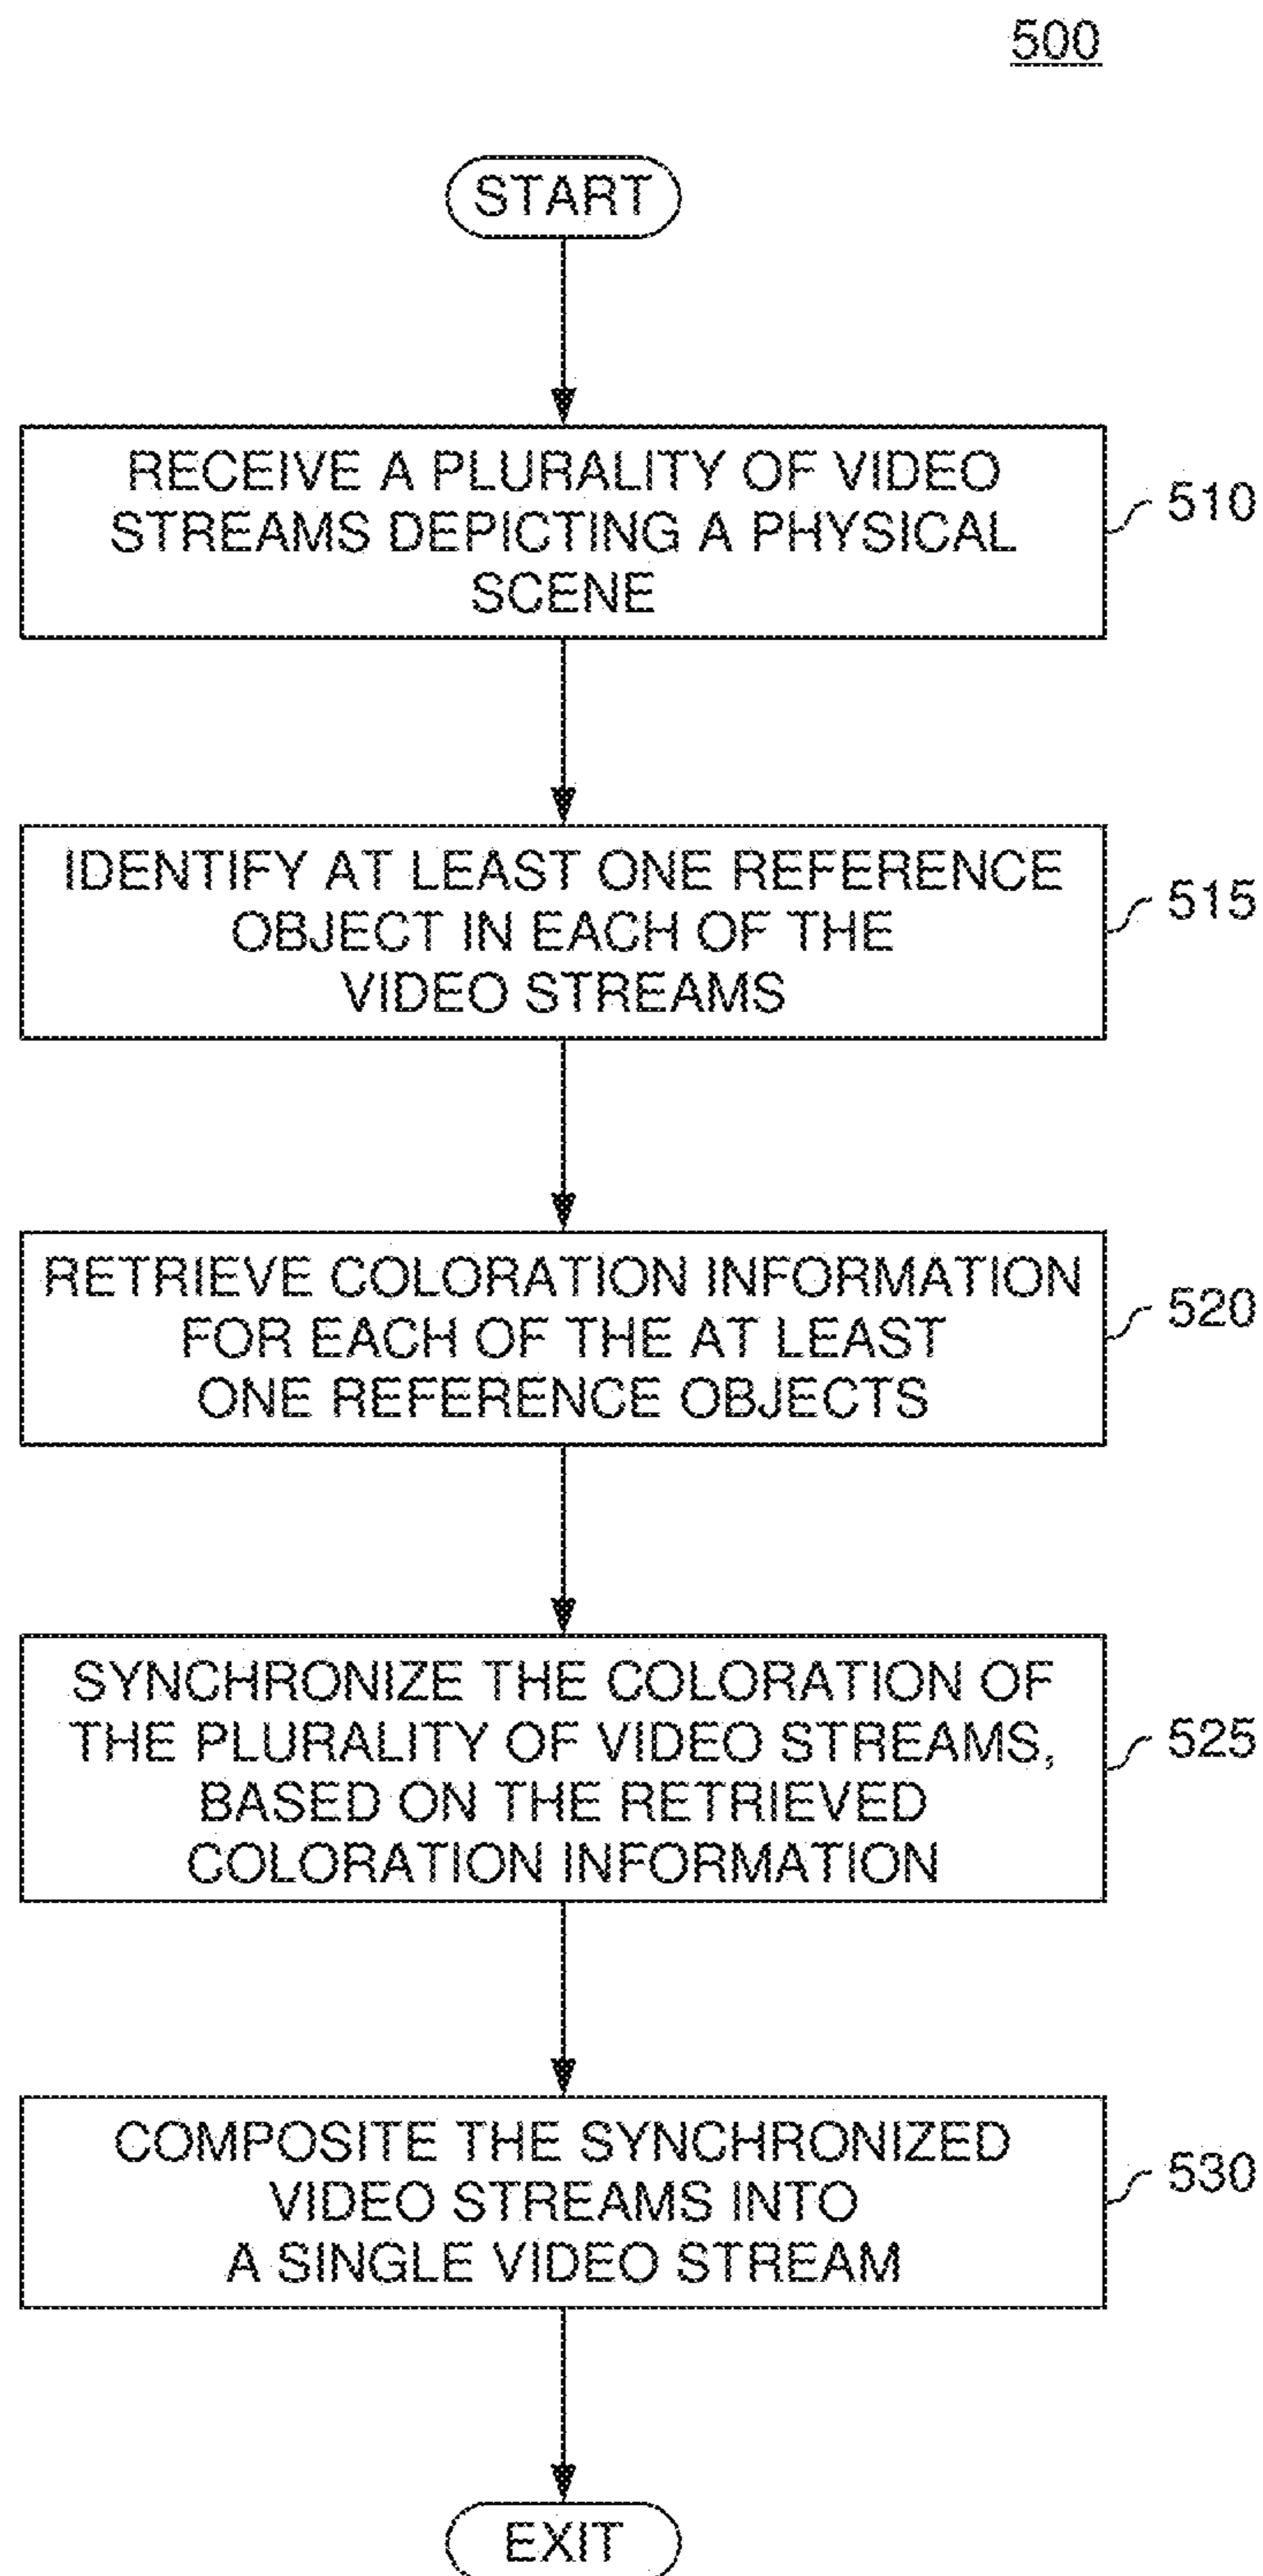 500
START
RECEIVE A PLURALITY OF VIDEO
STREAMS DEPICTING A PHYSICAL
SCENE
510
IDENTIFY AT LEAST ONE REFERENCE
OBJECT IN EACH OF THE
VIDEO STREAMS
515
RETRIEVE COLORATION INFORMATION
FOR EACH OF THE AT LEAST
ONE REFERENCE OBJECTS
520
SYNCHRONIZE THE COLORATION OF
THE PLURALITY OF VIDEO STREAMS,
BASED ON THE RETRIEVED
COLORATION INFORMATION
525
COMPOSITE THE SYNCHRONIZED
VIDEO STREAMS INTO
A SINGLE VIDEO STREAM
530
EXIT